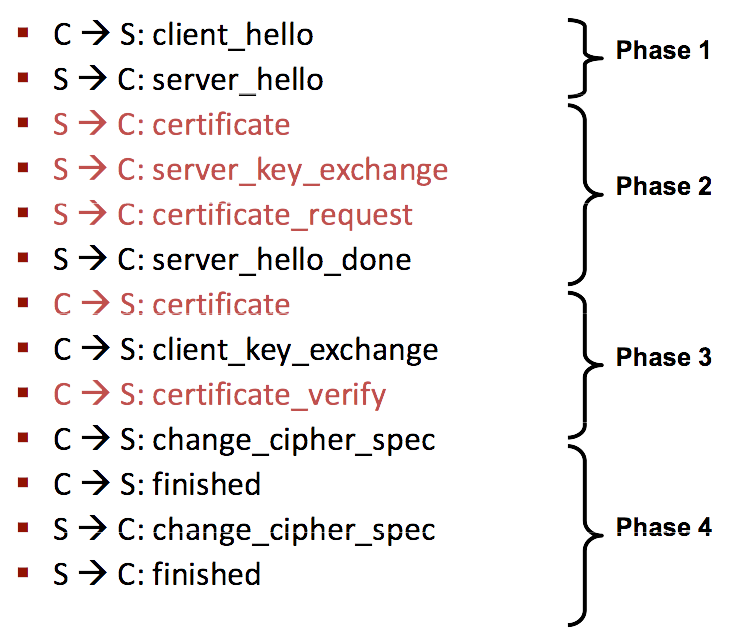 ▪ C → S: client_hello
▪ S → C: server_hello
Phase 1
▪ S → C: certificate
▪ S → C: server_key_exchange
▪ S → C: certificate_request
▪ S → C: server_hello_done
Phase 2
▪ C → S: certificate
▪ C → S: client_key_exchange
▪ C → S: certificate_verify
Phase 3
▪ C → S: change_cipher_spec
▪ C → S: finished
▪ S → C: change_cipher_spec
▪ S → C: finished
Phase 4